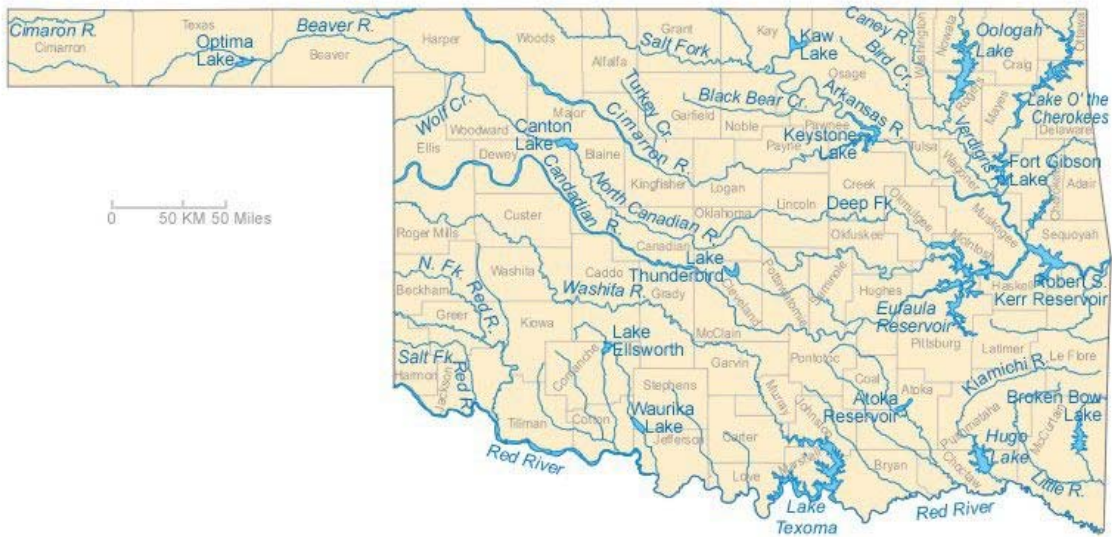 Cimaron R.
Cimarron
Texas
Optima
Lake
Beaver R.
Beaver
Harper
Woods
Alfalfa
Grant
Salt Fork
Kay
Kaw
Lake
Osage
Caney R.
Bird Cr.
Washington
Nowata
Oologah
Lake
Craig
Ottawa
Rogers
Mayes
Lake O' the
Cherokees
Delaware
Wolf Cr.
Woodward
Ellis
Major
Turkey Cr.
Garfield
Black Bear Cr.
Noble
Pawnee
Arkansas R.
Keystone
Lake
Payne
Tulsa
Verdigris
Wagoner
Fort Gibson
Lake
Cherokee
Adair
Canton
Lake
Dewey
Blaine
Cimarron R.
Kingfisher
Logan
Creek
Lincoln
Deep Fk.
Okmulgee
Muskogee
Sequoyah
0 50 KM 50 Miles
Custer
Candadian R.
North Canadian R.
Oklahoma
Canadian
Okfuskee
McIntosh
Roger Mills
Washita
Caddo
Washita R.
Grady
Lake
Thunderbird
Cleveland
Pottawatomie
Seminole
Hughes
Eufaula
Reservoir
Haskell
Robert S.
Kerr Reservoir
N. Fk. Red R.
Beckham
Greer
Kiowa
Lake
Ellsworth
Comanche
McClain
Garvin
Pontotoc
Pittsburg
Latimer
Le Flore
Salt Fk.
Red R.
Harmon
Jackson
Tillman
Cotton
Stephens
Waurika
Lake
Jefferson
Carter
Murray
Johnston
Coal
Atoka
Atoka
Reservoir
Kiamichi R.
Pushmatahe
Broken Bow
Lake
McCurtain
Hugo
Lake
Choctaw
Little R.
Red River
Love
Marshall
Bryan
Lake
Texoma
Red River